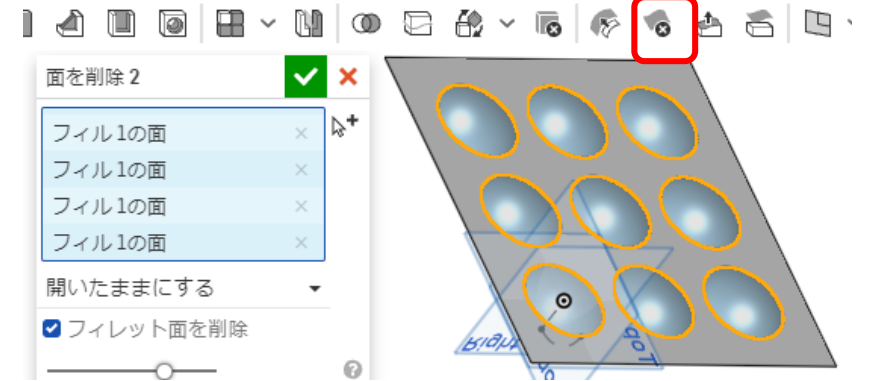 面を削除 2
フィル 1の面
フィル 1の面
フィル 1の面
フィル 1の面
開いたままにする
フィレット面を削除
Right
Top